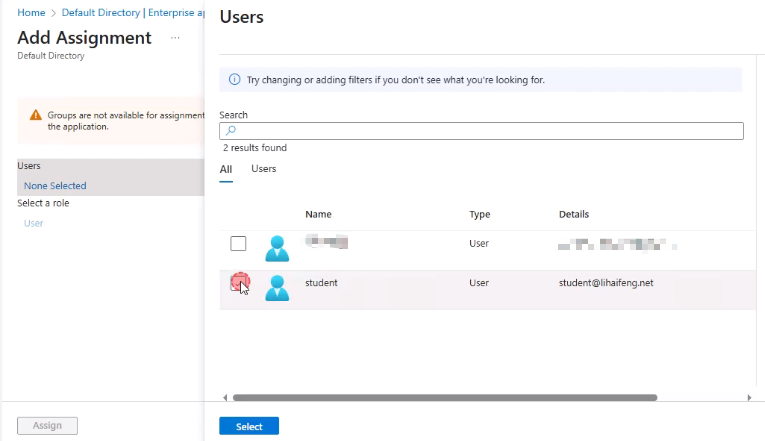 Home > Default Directory | Enterprise ap
Add Assignment ...
Default Directory
Groups are not available for assignment
the application.
Users
None Selected
Select a role
User
Assign
Users
Try changing or adding filters if you don't see what you're looking for.
Search
2 results found
All Users
Name Type Details
User
student User student@lihaifeng.net
Select